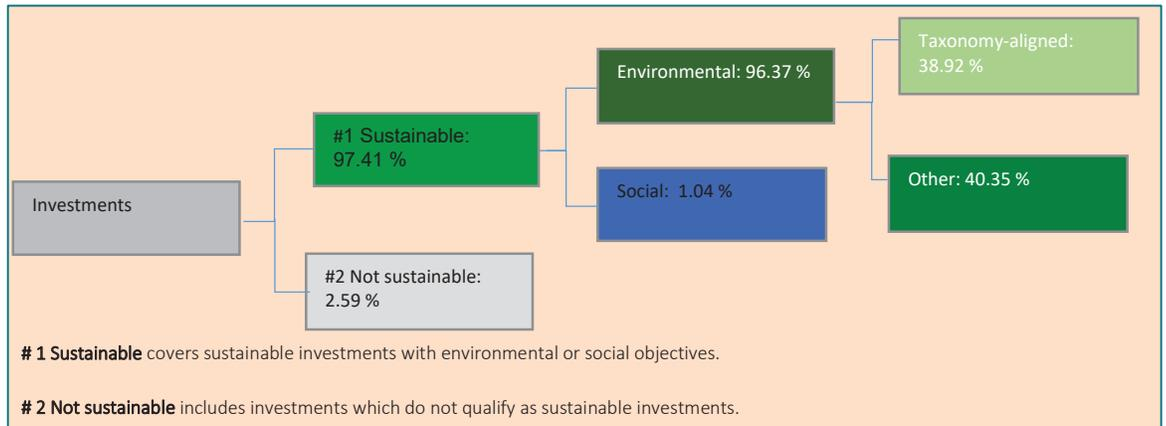 Taxonomy-aligned:
38.92 %
Environmental: 96.37 %
#1 Sustainable:
97.41 %
Other: 40.35 %
Social:  1.04 %
Investments
#2 Not sustainable:
2.59 %
# 1 Sustainable covers sustainable investments with environmental or social objectives.
# 2 Not sustainable includes investments which do not qualify as sustainable investments.